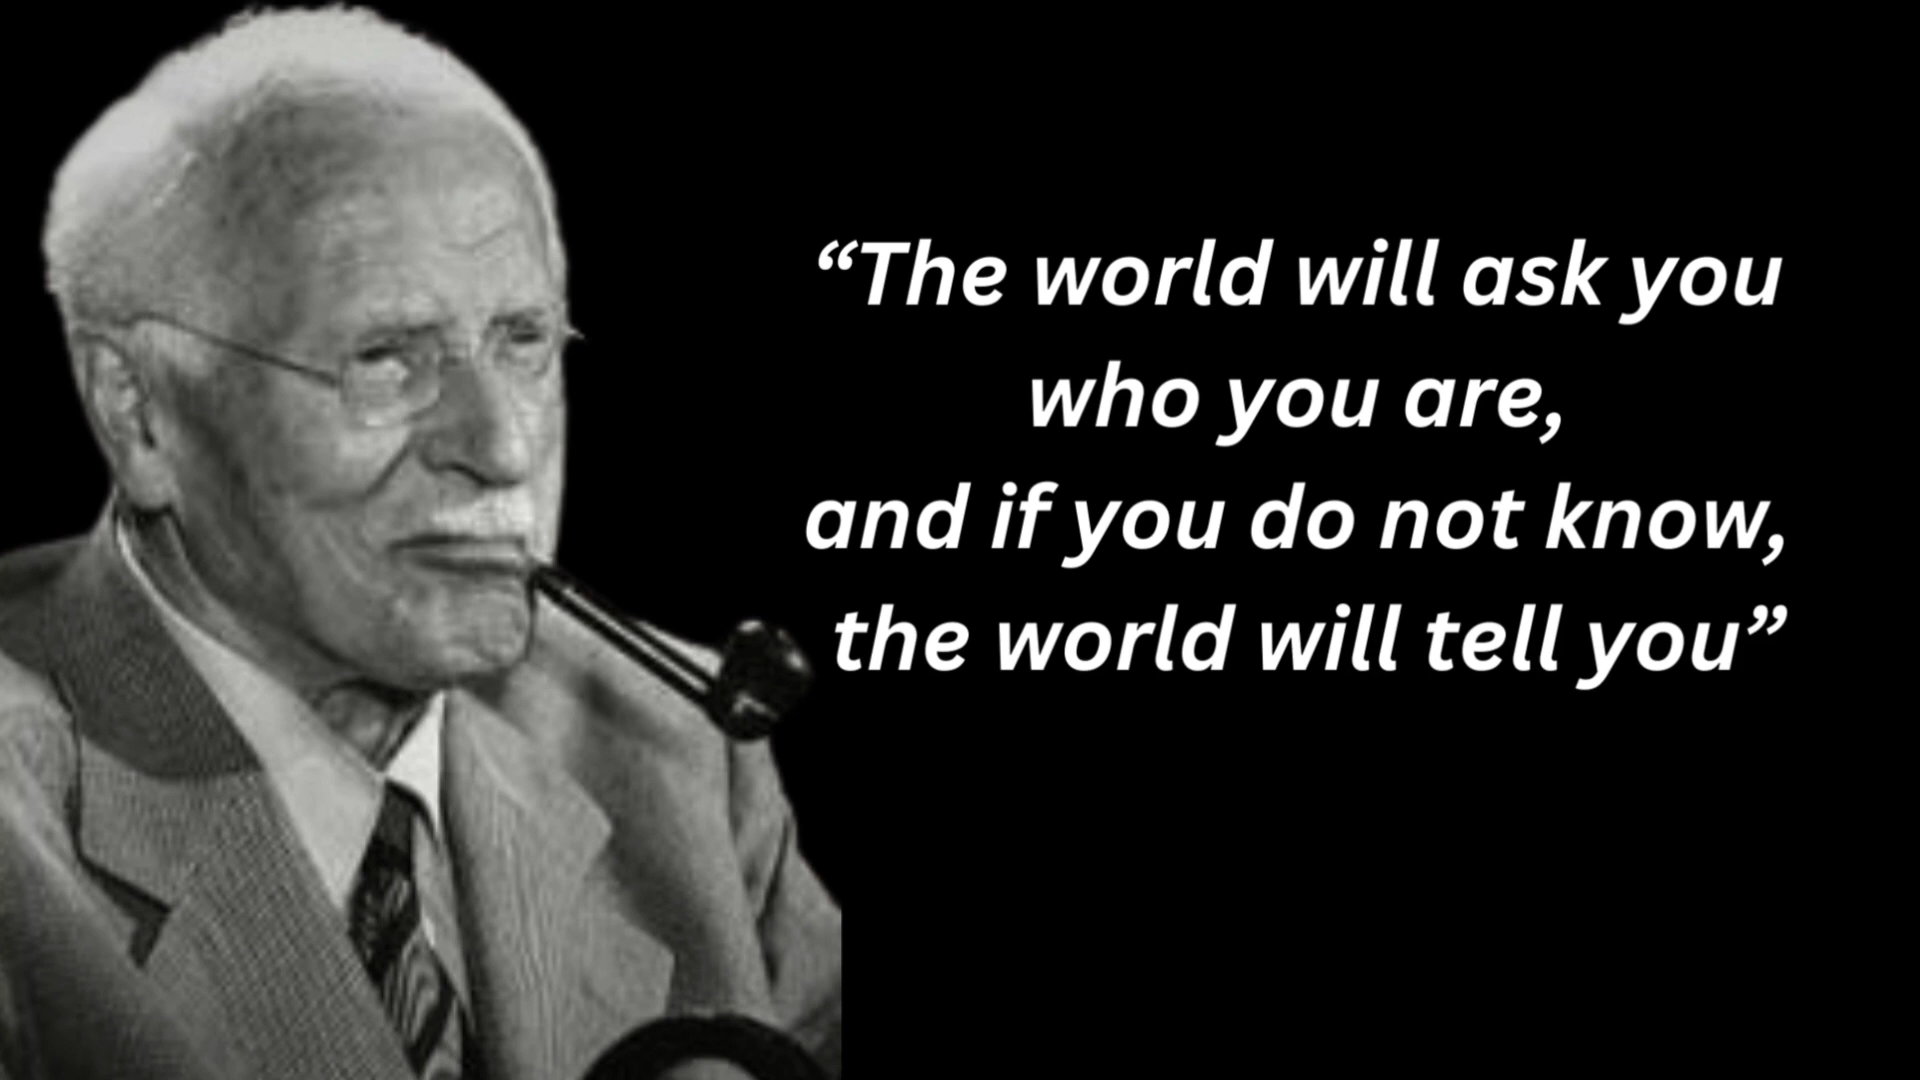 “The world will ask you
who you are,
and if you do not know,
the world will tell you”